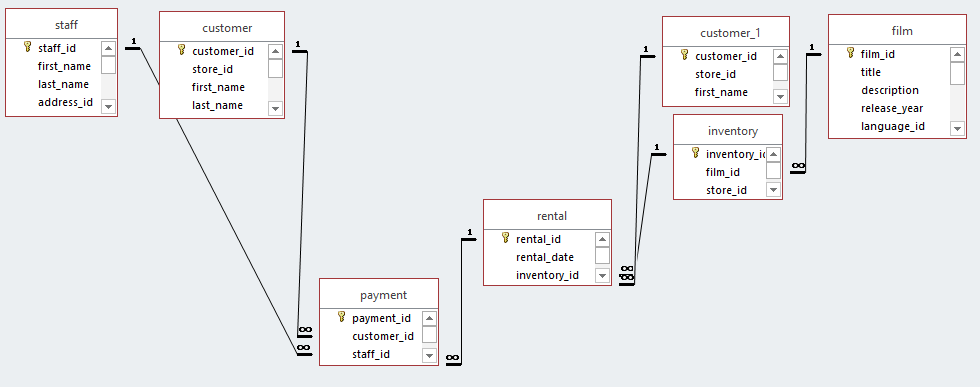 staff
staff_id
first_name
last_name
address_id
1
customer
customer_id
store_id
first_name
last_name
1
customer_1
customer_id
store_id
first_name
1
film
film_id
title
description
release_year
language_id
1
inventory
inventory_id
film_id
store_id
1
∞
rental
rental_id
rental_date
inventory_id
1
∞
∞
payment
payment_id
customer_id
staff_id
∞
∞
∞